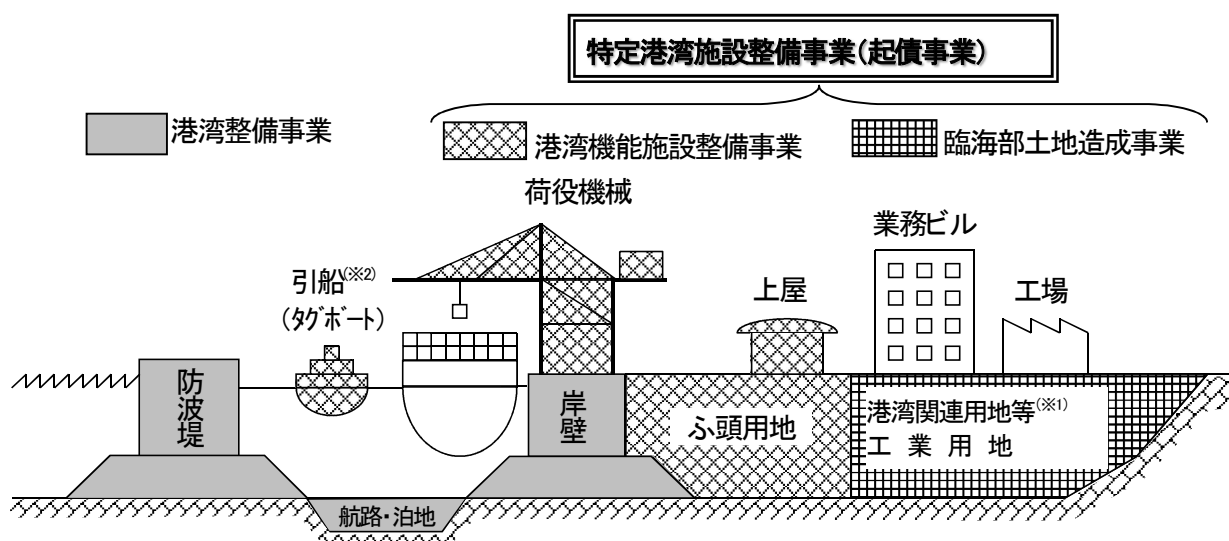 特定港湾施設整備事業(起債事業)
港湾整備事業
港湾機能施設整備事業
臨海部土地造成事業
荷役機械
業務ビル
引船(※2)
(タグボート)
上屋
工場
防波堤
岸壁
ふ頭用地
港湾関連用地等(※1)
工業用地
航路・泊地